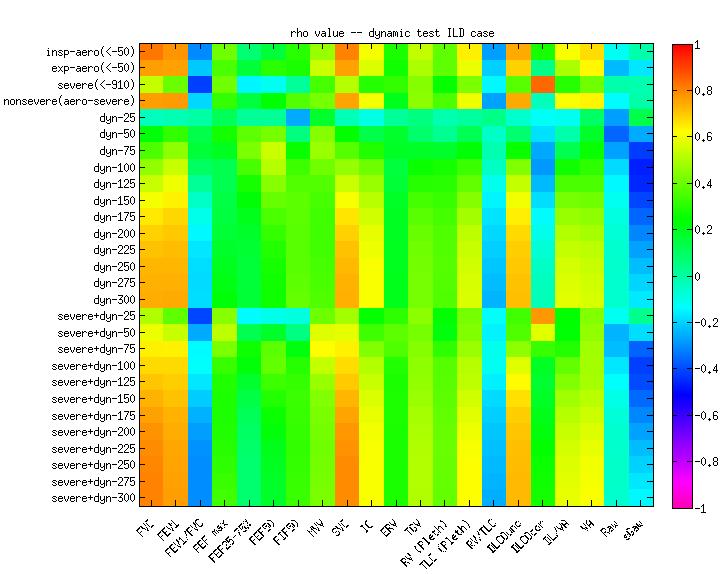 rho value -- dynamic test ILD case
insp-aero(<-50)
exp-aero(<-50)
severe(<-910)
nonsevere(aero-severe)
dyn-25
dyn-50
dyn-75
dyn-100
dyn-125
dyn-150
dyn-175
dyn-200
dyn-225
dyn-250
dyn-275
dyn-300
severe+dyn-25
severe+dyn-50
severe+dyn-75
severe+dyn-100
severe+dyn-125
severe+dyn-150
severe+dyn-175
severe+dyn-200
severe+dyn-225
severe+dyn-250
severe+dyn-275
severe+dyn-300
1
0.8
0.6
0.4
0.2
0
-0.2
-0.4
-0.6
-0.8
-1
FVC
FEV1
FEV1/FVC
FEF max
FEF25-75%
FEF50
FIF50
MVV
SVC
IC
ERV
TGV
RV (Pleth)
TLC (Pleth)
RV/TLC
DLCOunc
DLCOcor
DL/VA
VA
Raw
sGaw